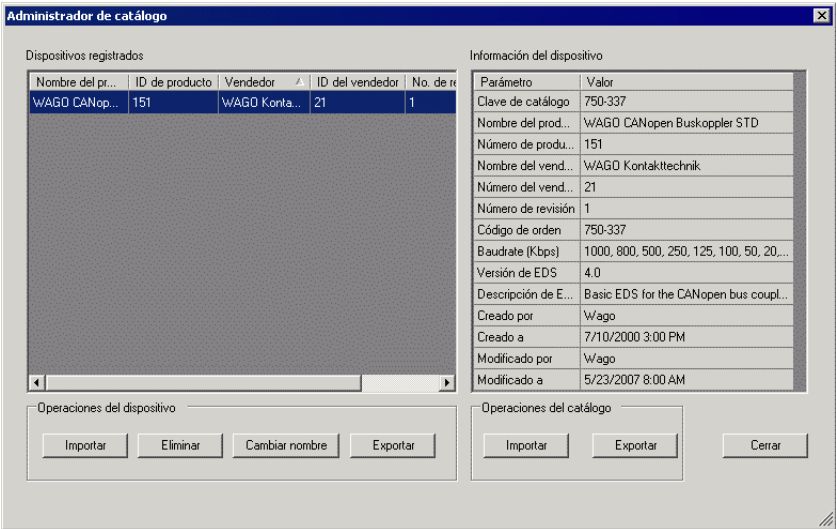 Administrador de catálogo
Dispositivos registrados
Nombre del pr... ID de producto Vendedor ID del vendedor No. de re
WAGO CANop... 151 WAGO Konta... 21 1
Información del dispositivo
Parámetro Valor
Clave de catálogo 750-337
Nombre del prod... WAGO CANopen Buskoppler STD
Número de produ... 151
Nombre del vend... WAGO Kontakttechnik
Número del vend... 21
Número de revisión 1
Código de orden 750-337
Baudrate (Kbps) 1000, 800, 500, 250, 125, 100, 50, 20,...
Versión de EDS 4.0
Descripción de E... Basic EDS for the CANopen bus coupl...
Creado por Wago
Creado a 7/10/2000 3:00 PM
Modificado por Wago
Modificado a 5/23/2007 8:00 AM
Operaciones del dispositivo
Importar Eliminar Cambiar nombre Exportar
Operaciones del catálogo
Importar Exportar
Cerrar